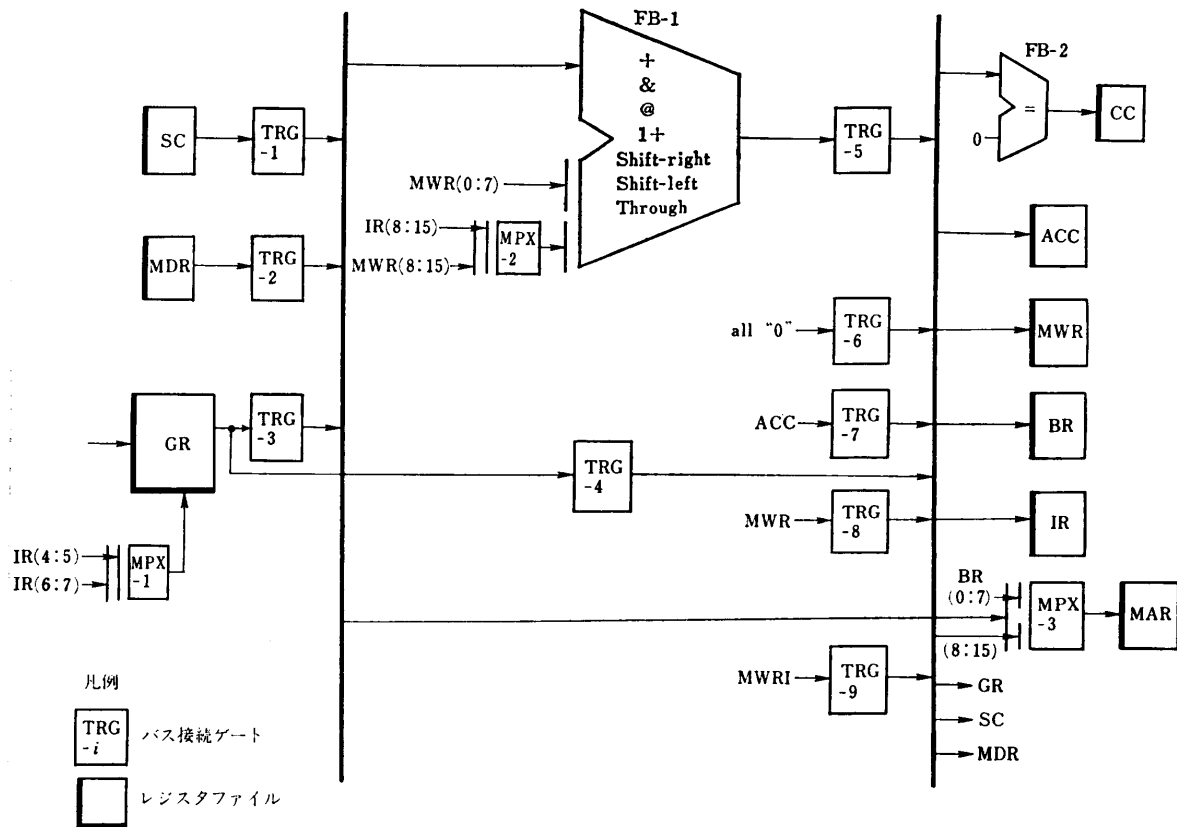 FB-1
+
&
@
1+
Shift-right
Shift-left
Through
FB-2
=
0
CC
SC
TRG
-1
TRG
-5
MWR(0:7)
IR(8:15)
MWR(8:15)
MPX
-2
MDR
TRG
-2
ACC
all "0"
TRG
-6
MWR
GR
TRG
-3
ACC
TRG
-7
BR
TRG
-4
MWR
TRG
-8
IR
IR(4:5)
IR(6:7)
MPX
-1
BR
(0:7)
(8:15)
MPX
-3
MAR
MWRI
TRG
-9
GR
SC
MDR
凡例
TRG
-i
バス接続ゲート
レジスタファイル